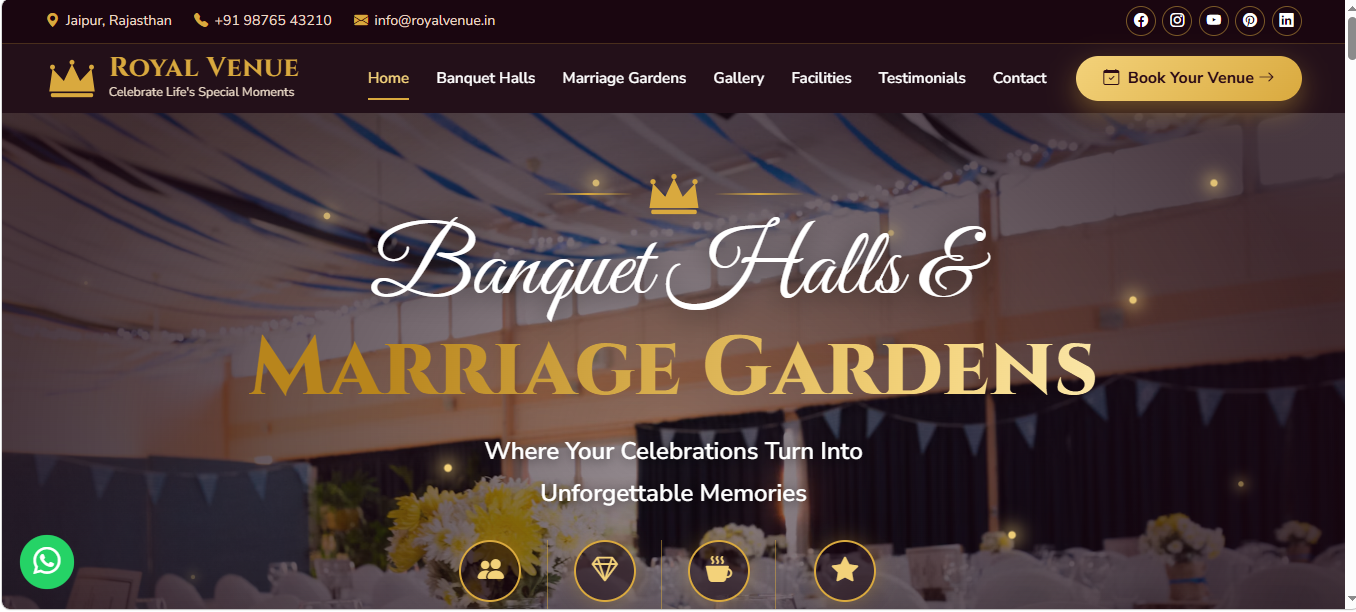 Jaipur, Rajasthan
+91 98765 43210
info@royalvenue.in
Royal Venue
Celebrate Life's Special Moments
Home
Banquet Halls
Marriage Gardens
Gallery
Facilities
Testimonials
Contact
Book Your Venue →
Banquet Halls &
Marriage Gardens
Where Your Celebrations Turn Into
Unforgettable Memories